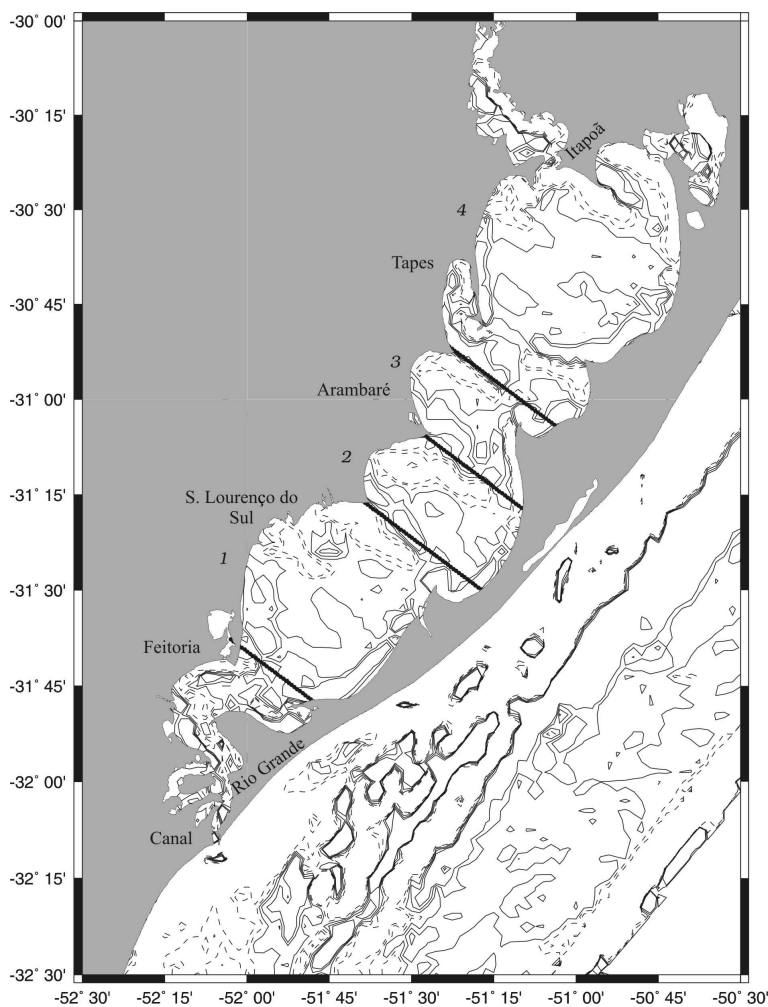 -30° 00'
-30° 15'
Itapoã
-30° 30'
4
Tapes
-30° 45'
3
Arambaré
-31° 00'
2
-31° 15'
S. Lourenço do
Sul
1
-31° 30'
Feitoria
-31° 45'
Rio Grande
-32° 00'
Canal
-32° 15'
-32° 30'
-52° 30' -52° 15' -52° 00' -51° 45' -51° 30' -51° 15' -51° 00' -50° 45' -50° 30'